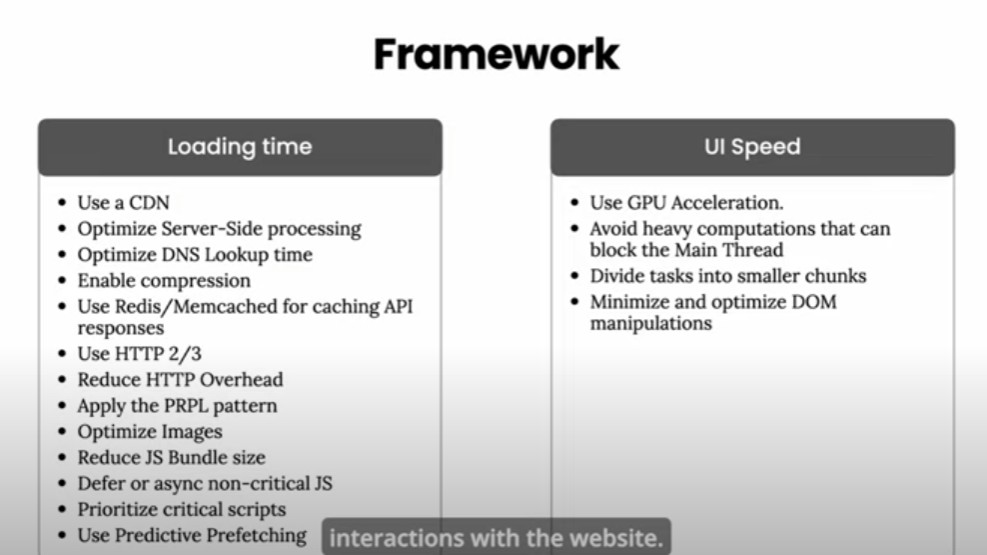 Framework
Loading time
Use a CDN
Optimize Server-Side processing
Optimize DNS Lookup time
Enable compression
Use Redis/Memcached for caching API
responses
Use HTTP 2/3
Reduce HTTP Overhead
Apply the PRPL pattern
Optimize Images
Reduce JS Bundle size
Defer or async non-critical JS
Prioritize critical scripts
Use Predictive Prefetching
UI Speed
Use GPU Acceleration.
Avoid heavy computations that can
block the Main Thread
Divide tasks into smaller chunks
Minimize and optimize DOM
manipulations
interactions with the website.